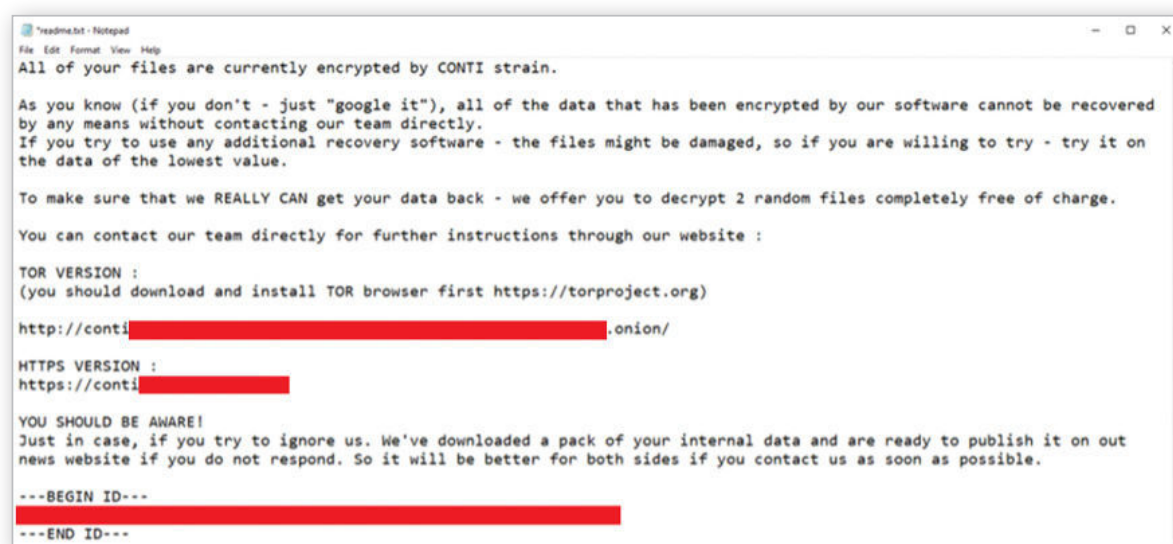 *readme.txt - Notepad
File Edit Format View Help
All of your files are currently encrypted by CONTI strain.
As you know (if you don't - just "google it"), all of the data that has been encrypted by our software cannot be recovered
by any means without contacting our team directly.
If you try to use any additional recovery software - the files might be damaged, so if you are willing to try - try it on
the data of the lowest value.
To make sure that we REALLY CAN get your data back - we offer you to decrypt 2 random files completely free of charge.
You can contact our team directly for further instructions through our website :
TOR VERSION :
(you should download and install TOR browser first https://torproject.org)
http://conti .onion/
HTTPS VERSION :
https://conti
YOU SHOULD BE AWARE!
Just in case, if you try to ignore us. We've downloaded a pack of your internal data and are ready to publish it on out
news website if you do not respond. So it will be better for both sides if you contact us as soon as possible.
---BEGIN ID---
---END ID---